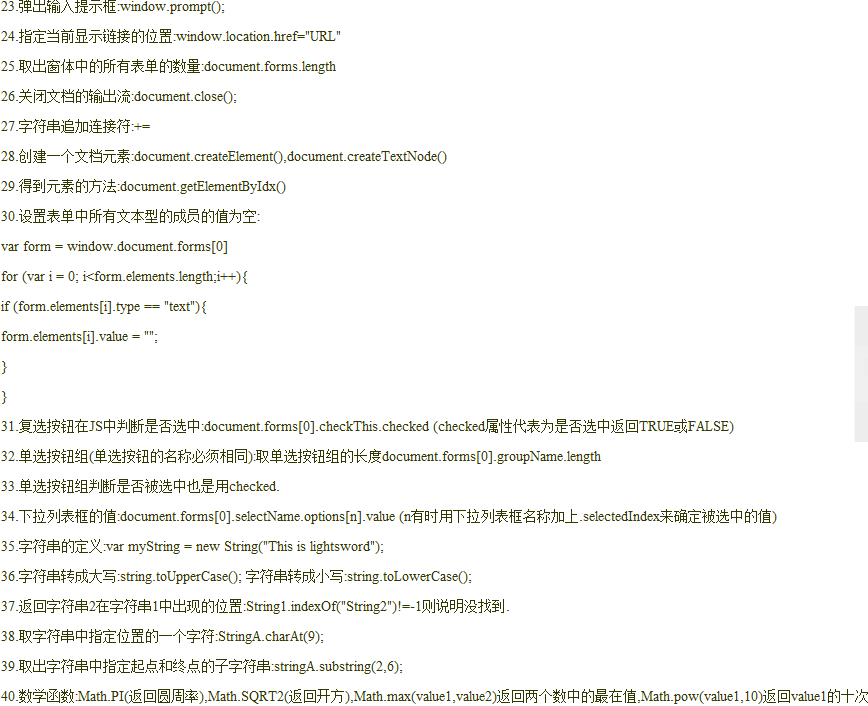 23.弹出输入提示框:window.prompt();
24.指定当前显示链接的位置:window.location.href="URL"
25.取出窗体中的所有表单的数量:document.forms.length
26.关闭文档的输出流:document.close();
27.字符串追加连接符:+=
28.创建一个文档元素:document.createElement(),document.createTextNode()
29.得到元素的方法:document.getElementByIdx()
30.设置表单中所有文本型的成员的值为空:
var form = window.document.forms[0]
for (var i = 0; i<form.elements.length;i++){
if (form.elements[i].type == "text"){
form.elements[i].value = "";
}
}
31.复选按钮在JS中判断是否选中:document.forms[0].checkThis.checked (checked属性代表为是否选中返回TRUE或FALSE)
32.单选按钮组(单选按钮的名称必须相同):取单选按钮组的长度document.forms[0].groupName.length
33.单选按钮组判断是否被选中也是用checked.
34.下拉列表框的值:document.forms[0].selectName.options[n].value (n有时用下拉列表框名称加上.selectedIndex来确定被选中的值)
35.字符串的定义:var myString = new String("This is lightsword");
36.字符串转成大写:string.toUpperCase(); 字符串转成小写:string.toLowerCase();
37.返回字符串2在字符串1中出现的位置:String1.indexOf("String2")!=-1则说明没找到.
38.取字符串中指定位置的一个字符:StringA.charAt(9);
39.取出字符串中指定起点和终点的子字符串:stringA.substring(2,6);
40.数学函数:Math.PI(返回圆周率),Math.SQRT2(返回开方),Math.max(value1,value2)返回两个数中的最在值,Math.pow(value1,10)返回value1的十次